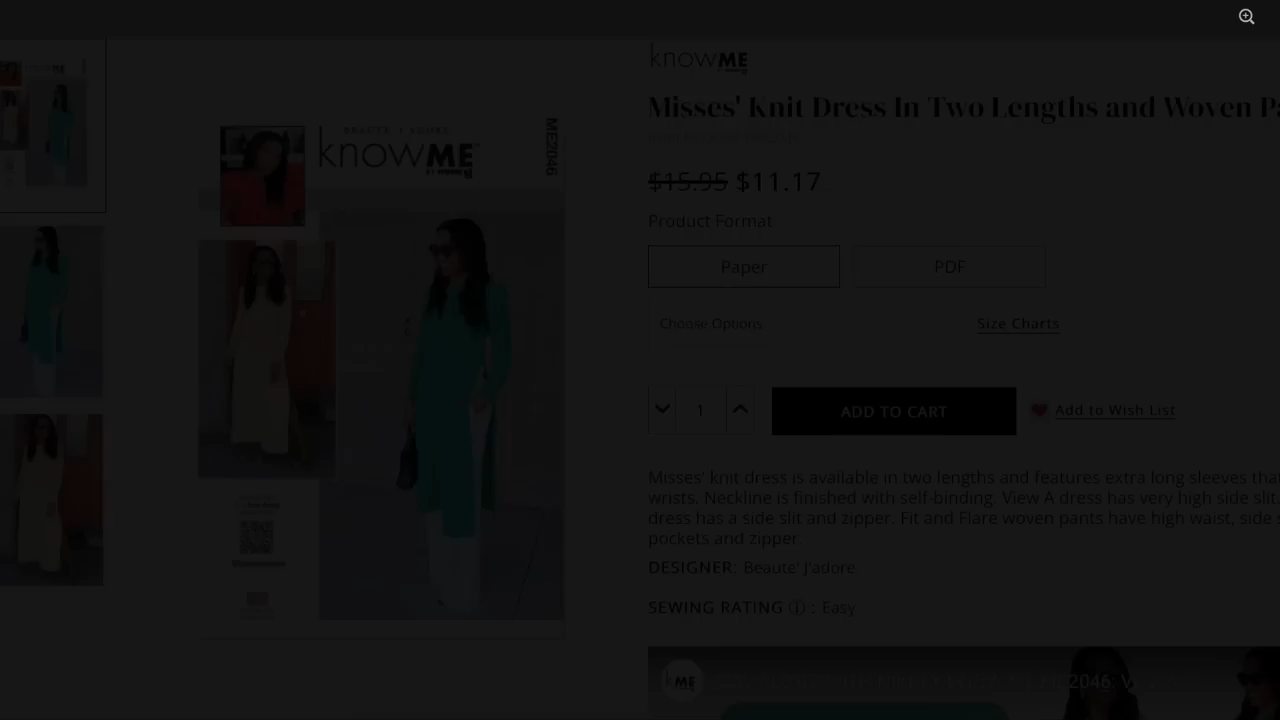 knowME
Misses' Knit Dress In Two Lengths and Woven P
BEAUTE J'ADORE
knowME
ME2046
$15.95 $11.17
Product Format
Paper
PDF
Choose Options
Size Charts
1
ADD TO CART
Add to Wish List
Misses' knit dress is available in two lengths and features extra long sleeves tha
wrists. Neckline is finished with self-binding. View A dress has very high side slit,
dress has a side slit and zipper. Fit and Flare woven pants have high waist, side
pockets and zipper.
DESIGNER: Beaute' J'adore
SEWING RATING ⓘ : Easy
kME
2046: